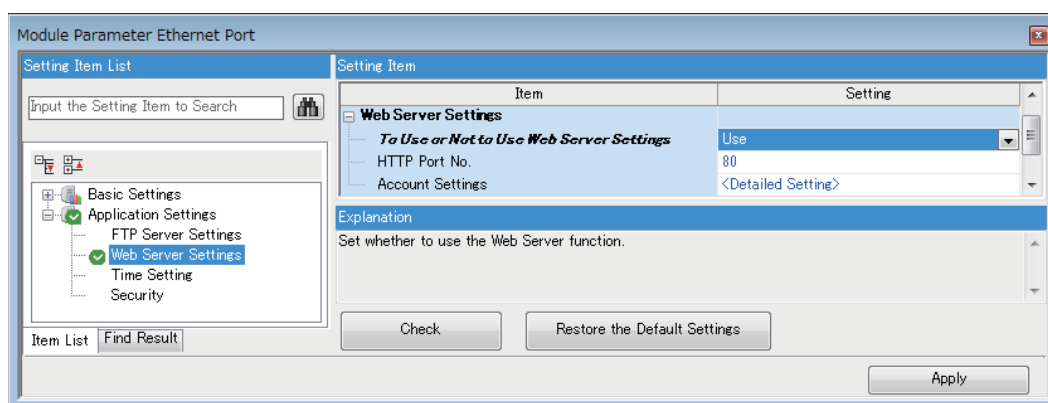 Module Parameter Ethernet Port
Setting Item List
Input the Setting Item to Search
Basic Settings
Application Settings
FTP Server Settings
Web Server Settings
Time Setting
Security
Item List Find Result
Setting Item
Item Setting
Web Server Settings
To Use or Not to Use Web Server Settings Use
HTTP Port No. 80
Account Settings <Detailed Setting>
Explanation
Set whether to use the Web Server function.
Check Restore the Default Settings
Apply